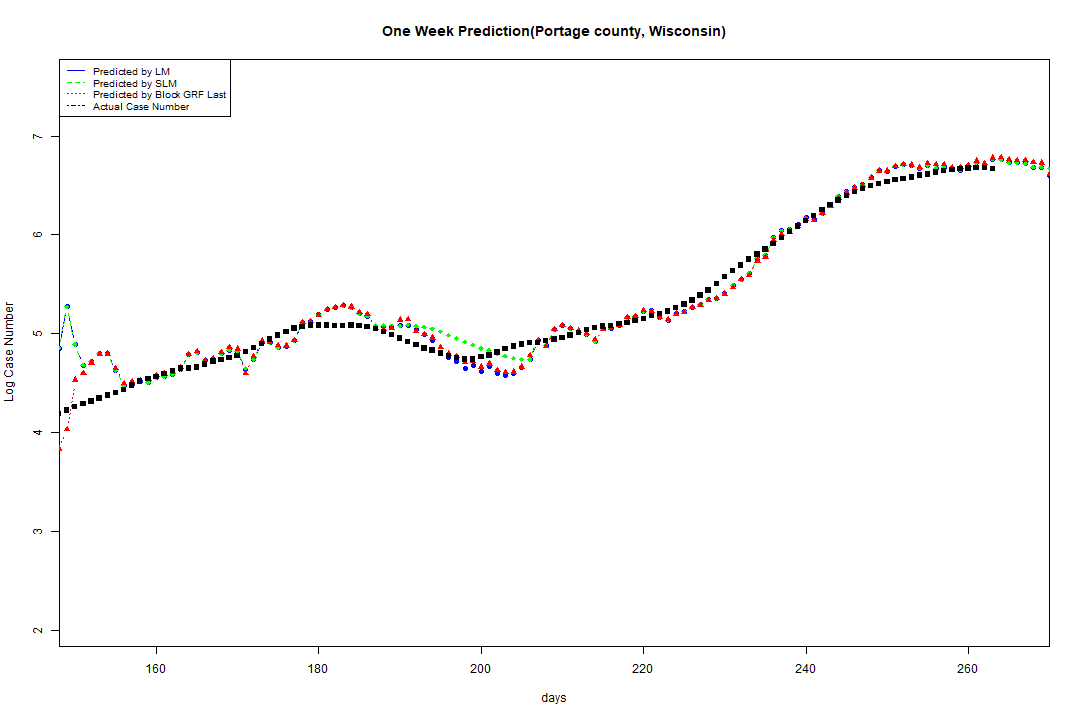 One Week Prediction(Portage county, Wisconsin)
Predicted by LM
Predicted by SLM
Predicted by Block GRF Last
Actual Case Number
7
6
5
4
3
2
Log Case Number
160 180 200 220 240 260
days